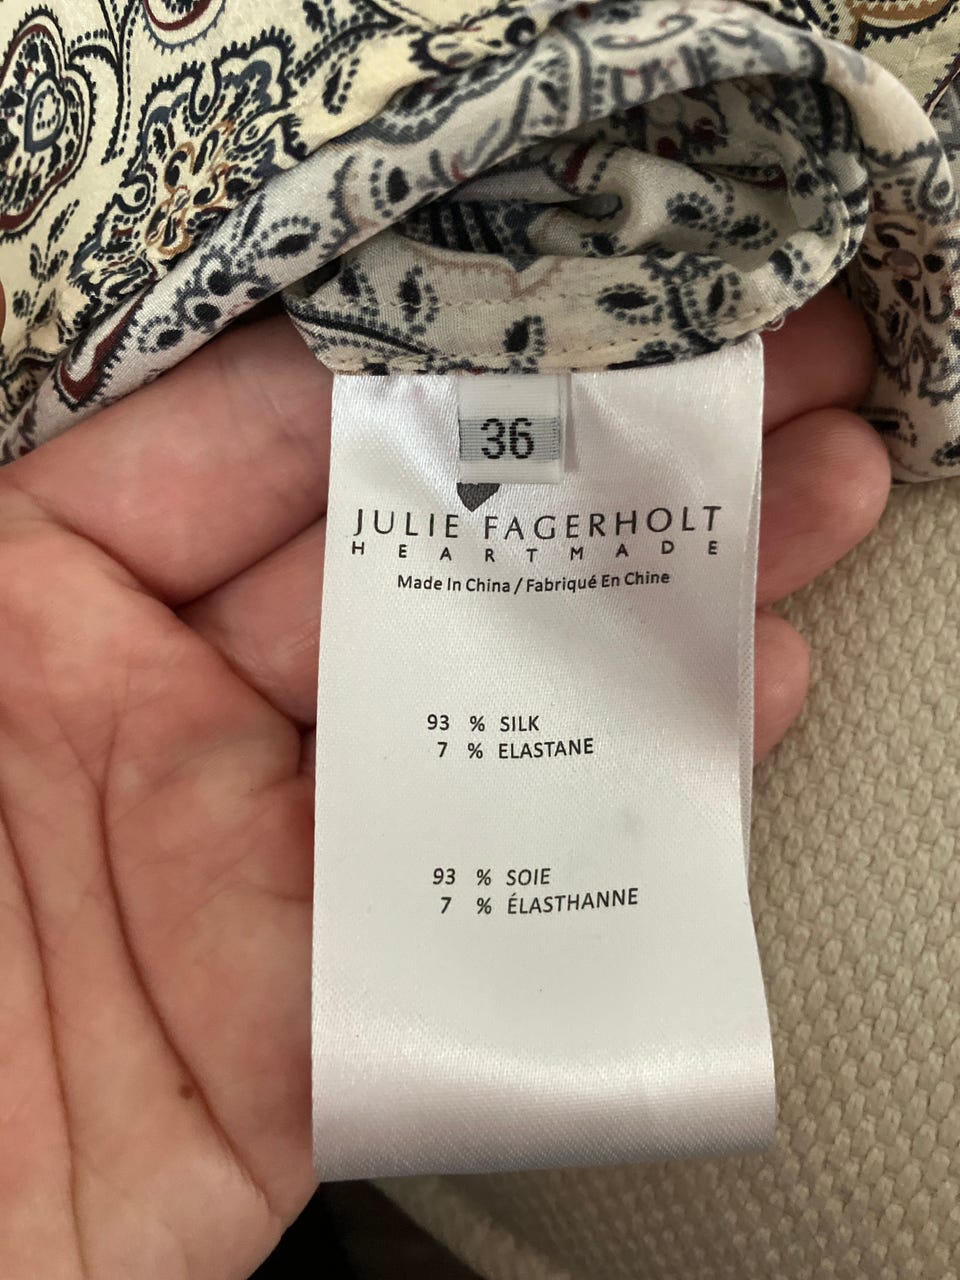 36
JULIE FAGERHOLT
HEARTMADE
Made In China / Fabriqué En Chine
93 % SILK
7 % ELASTANE
93 % SOIE
7 % ÉLASTHANNE